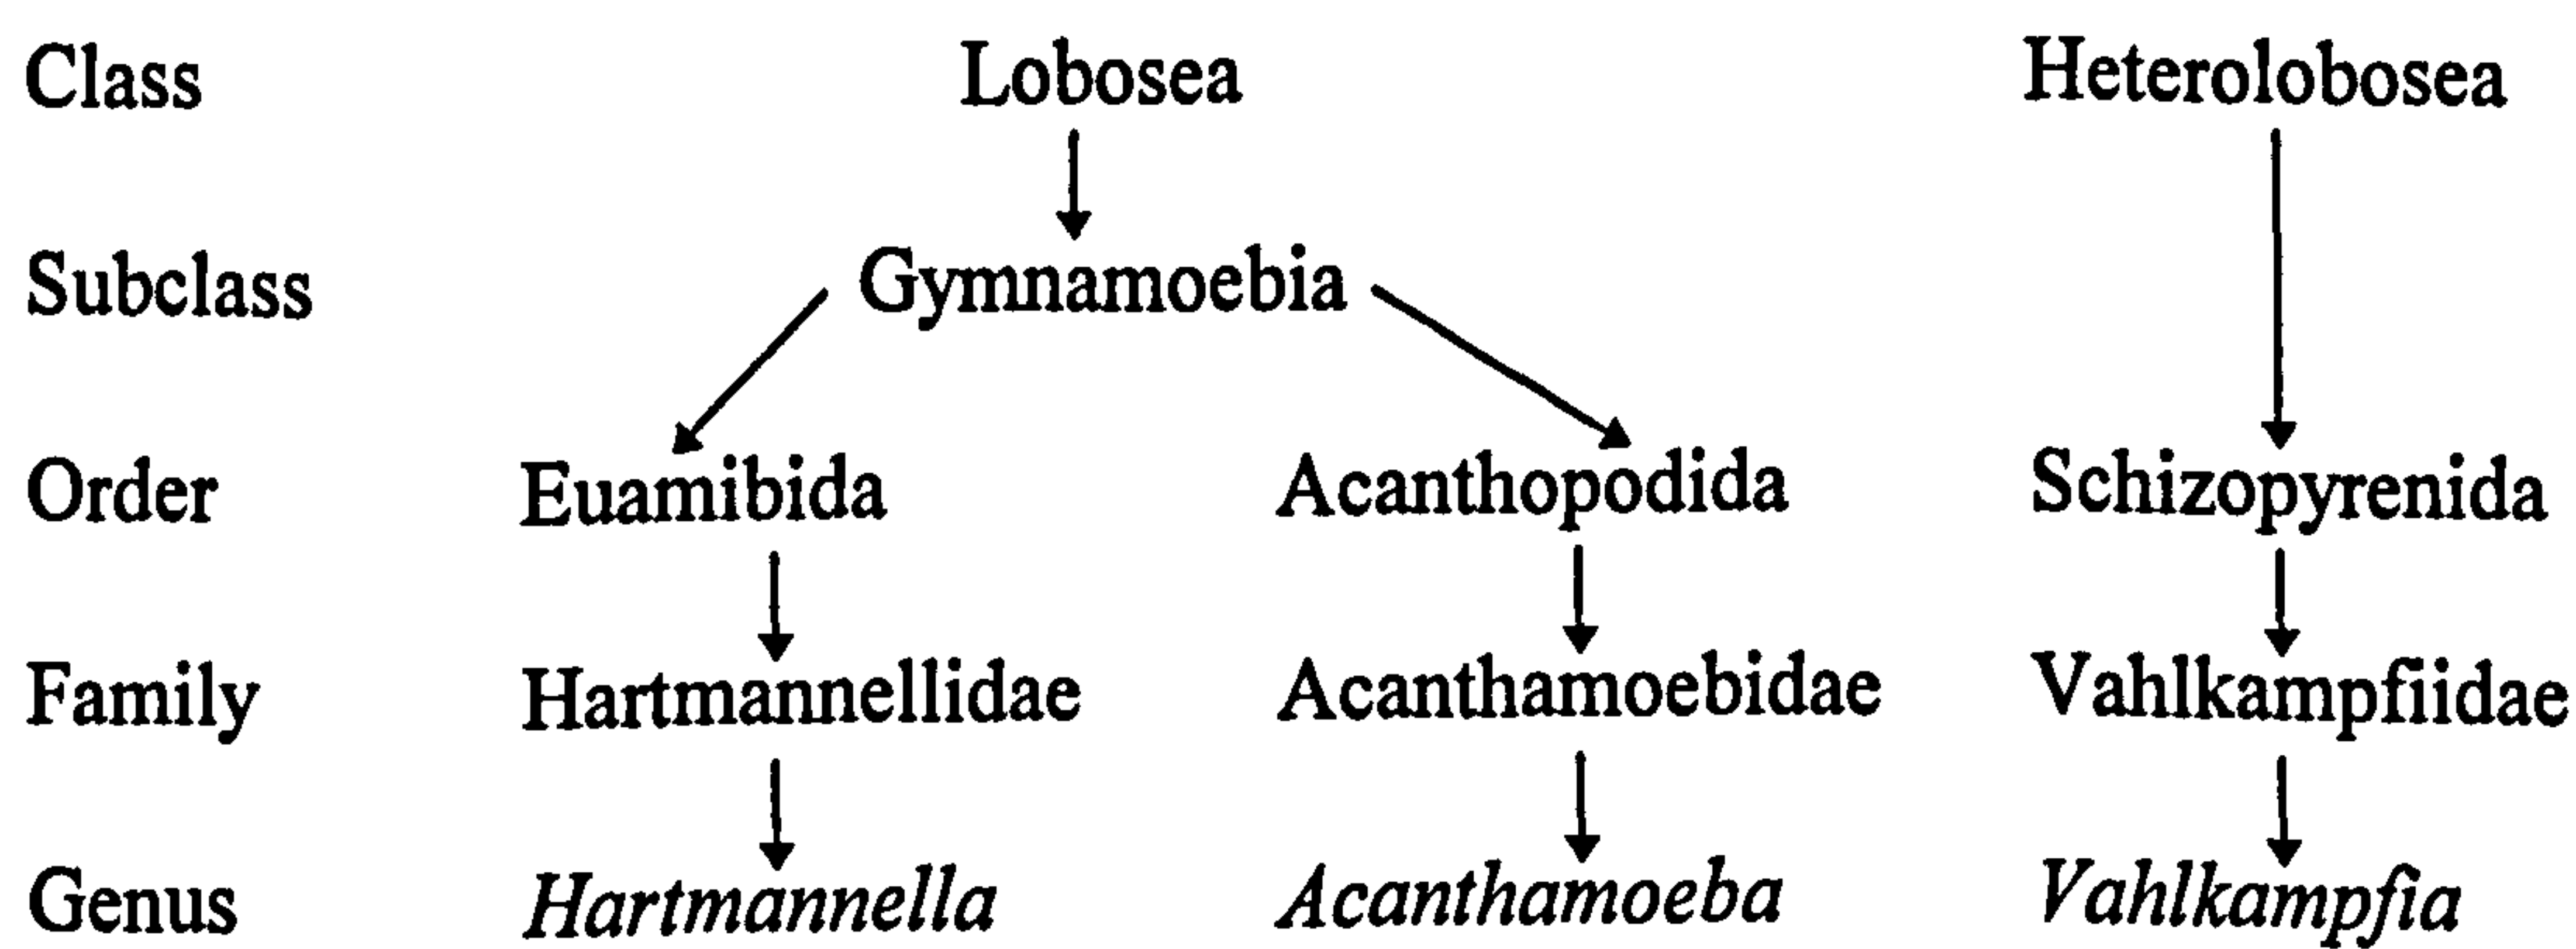 Class Lobosea Heterolobosea
Subclass Gymnamoebia
Order Euamibida Acanthopodida Schizopyrenida
Family Hartmannellidae Acanthamoebidae Vahlkampfiidae
Genus Hartmannella Acanthamoeba Vahlkampfia